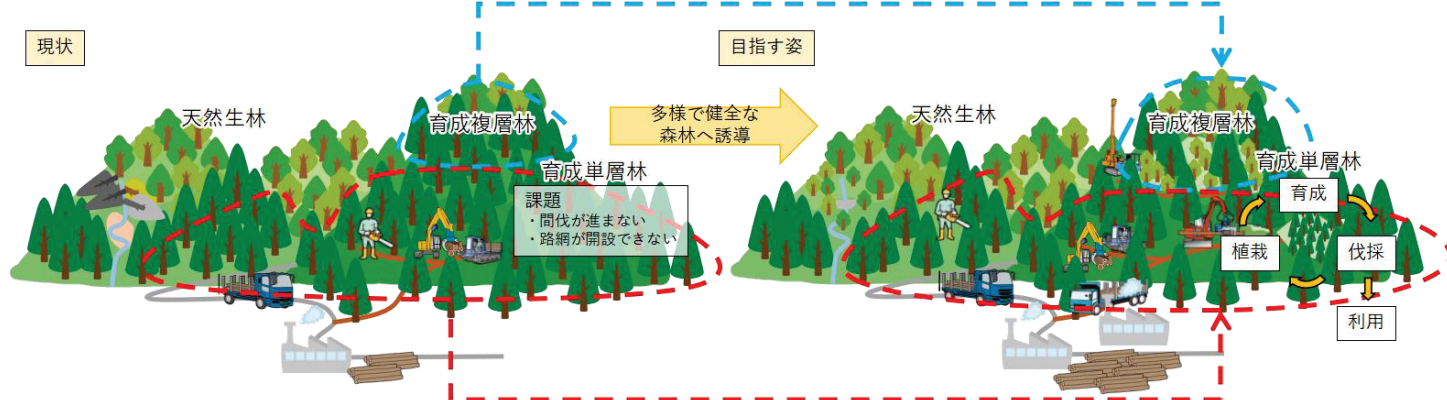 現状
天然生林
育成複層林
育成単層林
課題
・間伐が進まない
・路網が開設できない
多様で健全な
森林へ誘導
目指す姿
天然生林
育成複層林
育成単層林
育成
植栽
伐採
利用